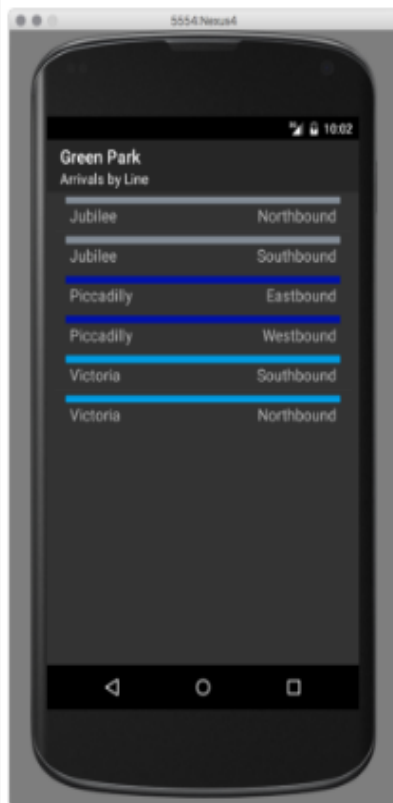 5554:Nexus4
10:02
Green Park
Arrivals by Line
Jubilee Northbound
Jubilee Southbound
Piccadilly Eastbound
Piccadilly Westbound
Victoria Southbound
Victoria Northbound